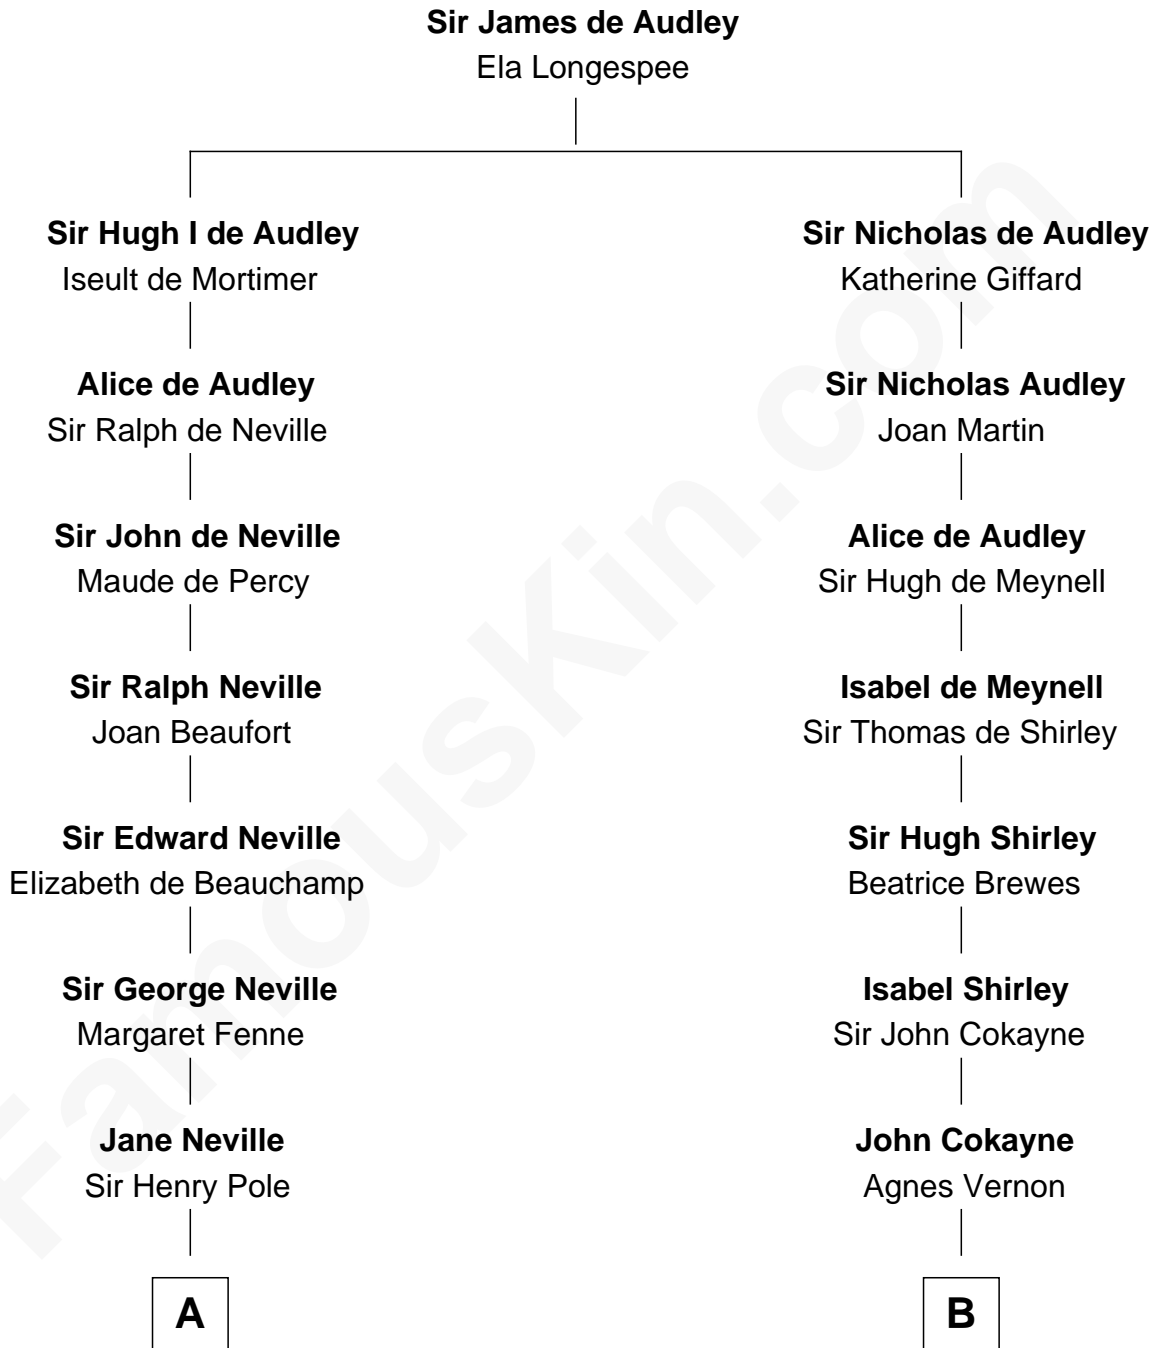 Sir James de Audley
Ela Longespee
Sir Hugh I de Audley
Iseult de Mortimer
Sir Nicholas de Audley
Katherine Giffard
Alice de Audley
Sir Ralph de Neville
Sir Nicholas Audley
Joan Martin
Sir John de Neville
Maude de Percy
Alice de Audley
Sir Hugh de Meynell
Sir Ralph Neville
Joan Beaufort
Isabel de Meynell
Sir Thomas de Shirley
Sir Edward Neville
Elizabeth de Beauchamp
Sir Hugh Shirley
Beatrice Brewes
Sir George Neville
Margaret Fenne
Isabel Shirley
Sir John Cokayne
Jane Neville
Sir Henry Pole
John Cokayne
Agnes Vernon
A
B
FamousKin.com